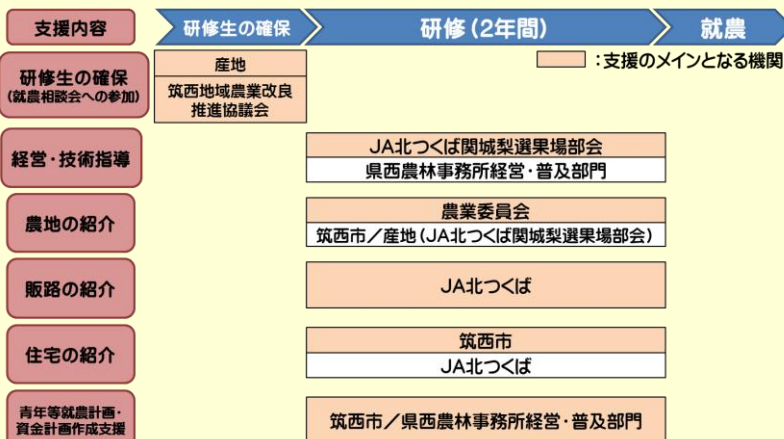 支援内容
研修生の確保
研修(2年間)
就農
:支援のメインとなる機関
研修生の確保
(就農相談会への参加)
産地
筑西地域農業改良
推進協議会
経営・技術指導
JA北つくば関城梨選果場部会
県西農林事務所経営・普及部門
農地の紹介
農業委員会
筑西市/産地(JA北つくば関城梨選果場部会)
販路の紹介
JA北つくば
住宅の紹介
筑西市
JA北つくば
青年等就農計画・
資金計画作成支援
筑西市/県西農林事務所経営・普及部門